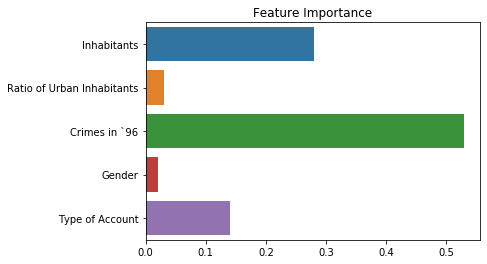 Feature Importance
Inhabitants
Ratio of Urban Inhabitants
Crimes in `96
Gender
Type of Account
0.0 0.1 0.2 0.3 0.4 0.5